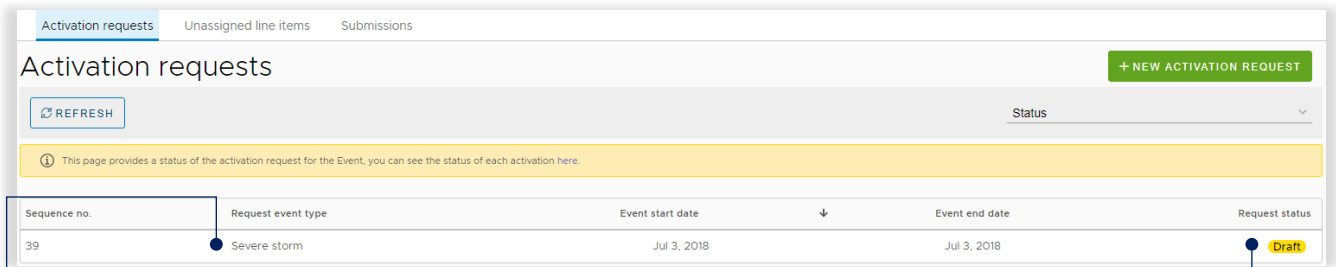 Activation requests Unassigned line items Submissions
Activation requests
+ NEW ACTIVATION REQUEST
REFRESH
Status
This page provides a status of the activation request for the Event, you can see the status of each activation here.
Sequence no. Request event type Event start date ↓ Event end date Request status
39 Severe storm Jul 3, 2018 Jul 3, 2018 Draft